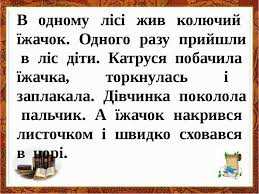 В одному лісі жив колючий
їжачок. Одного разу прийшли
в ліс діти. Катруся побачила
їжачка, торкнулась і
заплакала. Дівчинка поколола
пальчик. А їжачок накрився
листочком і швидко сховався
в норі.